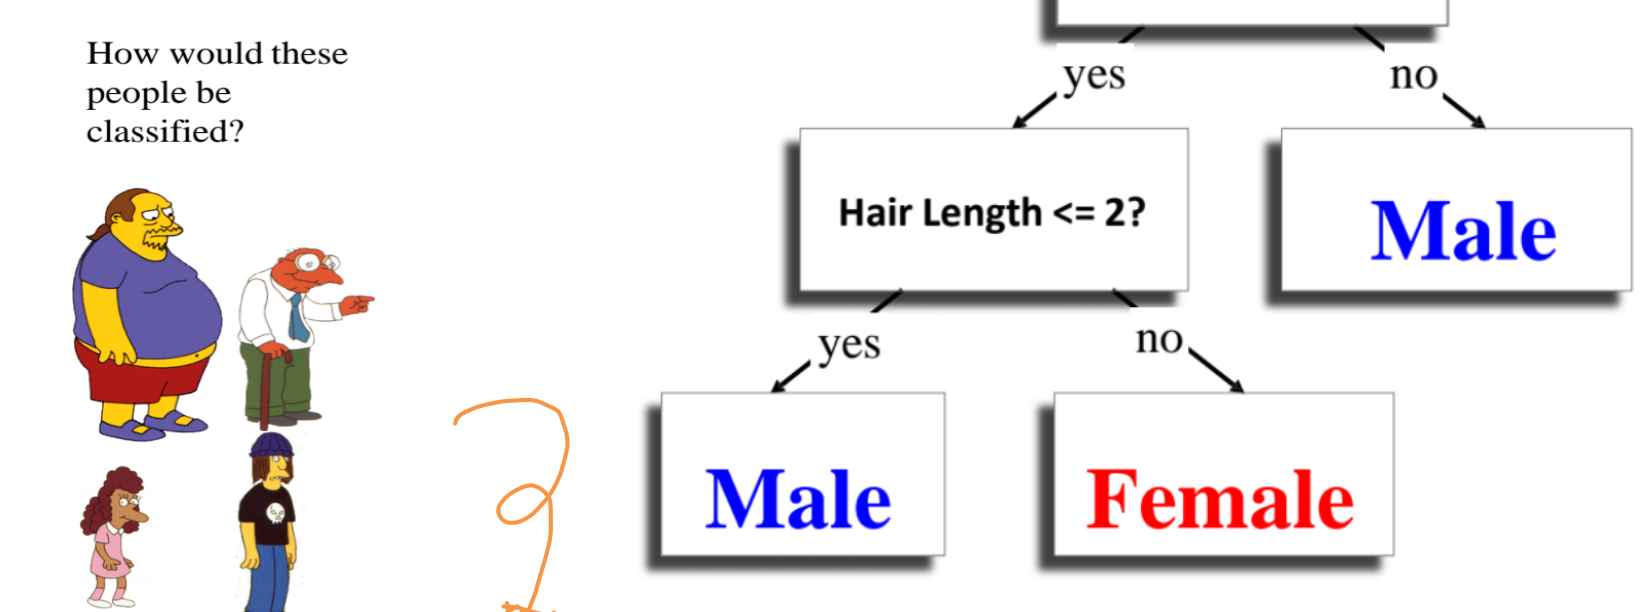 How would these
people be
classified?
yes
no
Hair Length <= 2?
Male
yes
no
Male
Female